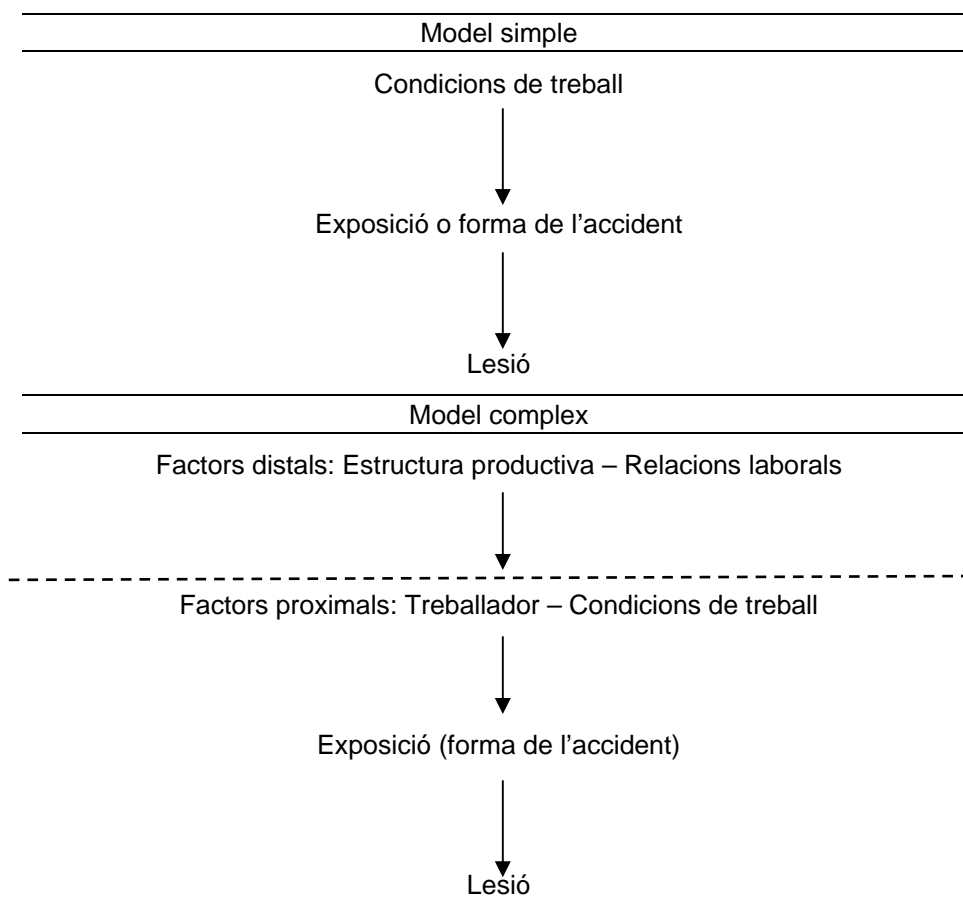 Model simple
Condicions de treball
Exposició o forma de l’accident
Lesió
Model complex
Factors distals: Estructura productiva – Relacions laborals
Factors proximals: Treballador – Condicions de treball
Exposició (forma de l’accident)
Lesió